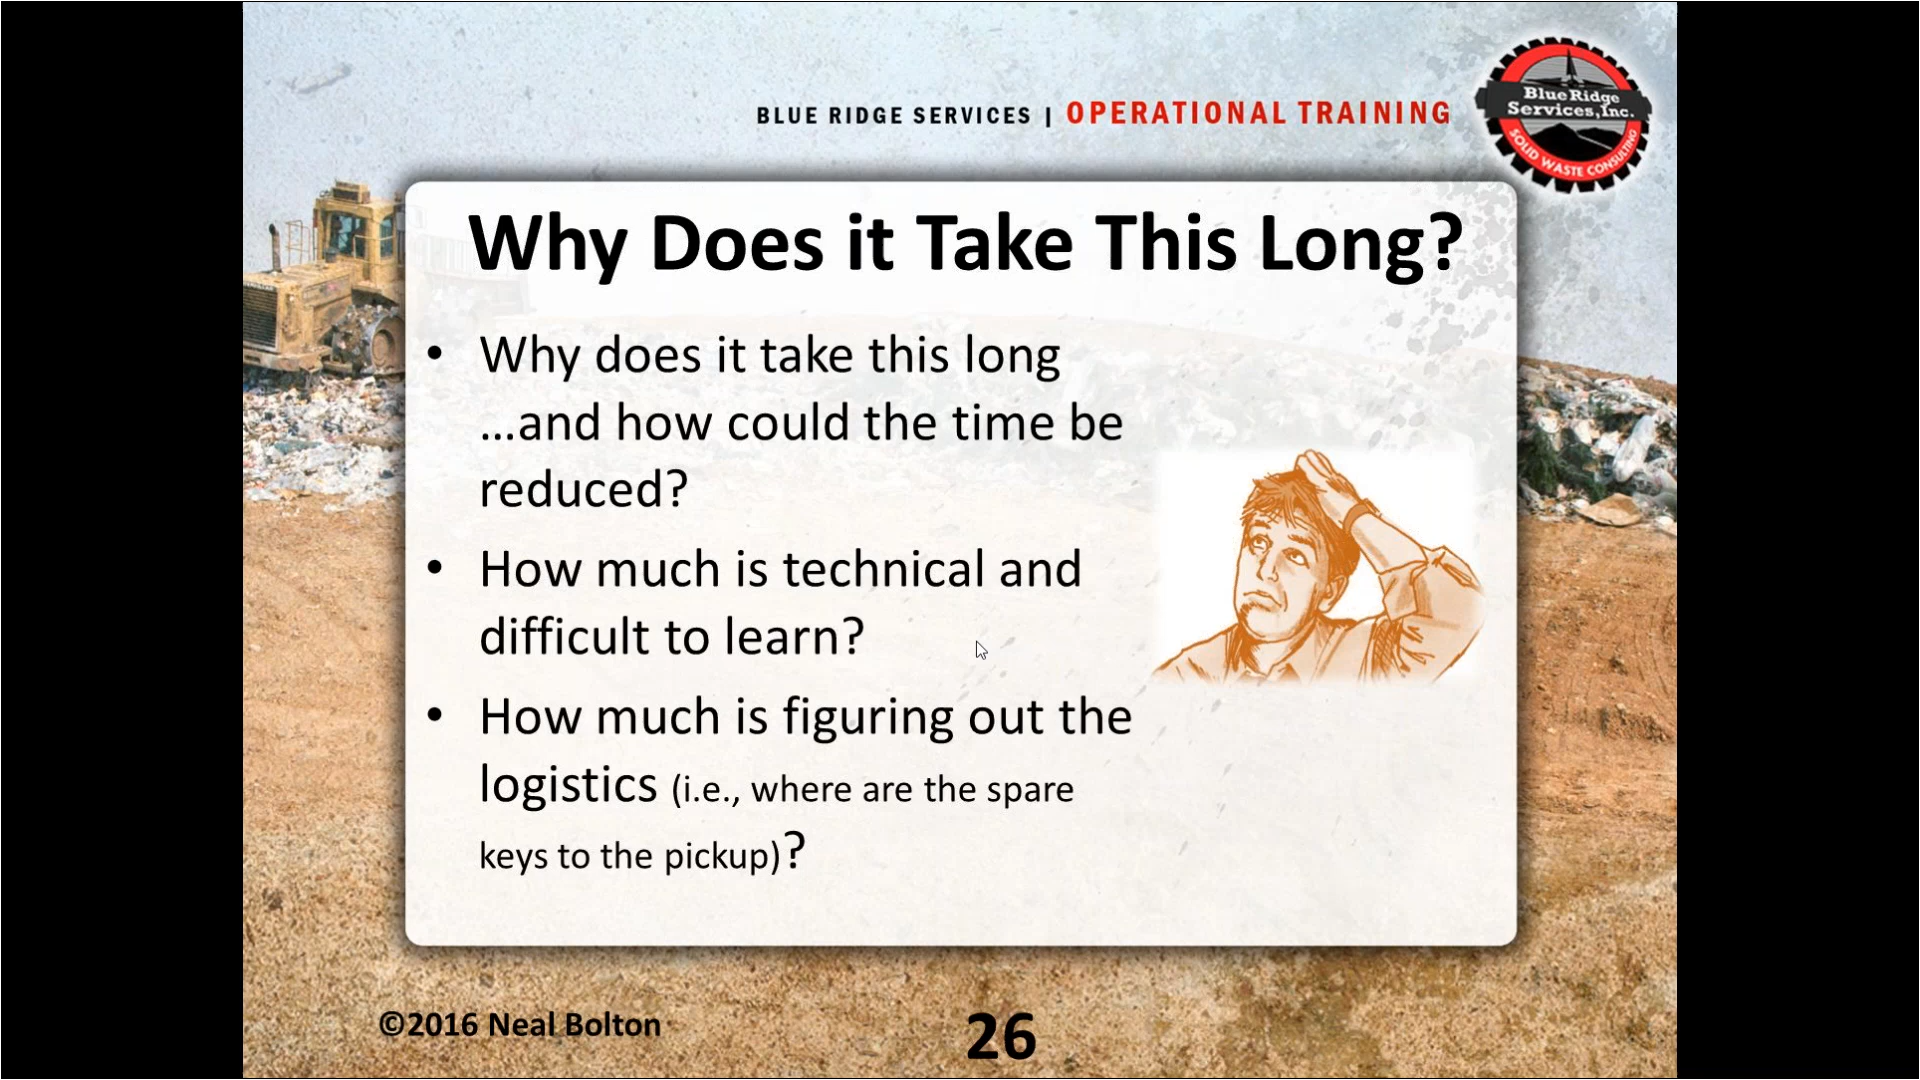 BLUE RIDGE SERVICES | OPERATIONAL TRAINING
Blue Ridge
Services, Inc.
SOLID WASTE CONSULTING
Why Does it Take This Long?
• Why does it take this long
...and how could the time be
reduced?
• How much is technical and
difficult to learn?
• How much is figuring out the
logistics (i.e., where are the spare
keys to the pickup)?
©2016 Neal Bolton
26